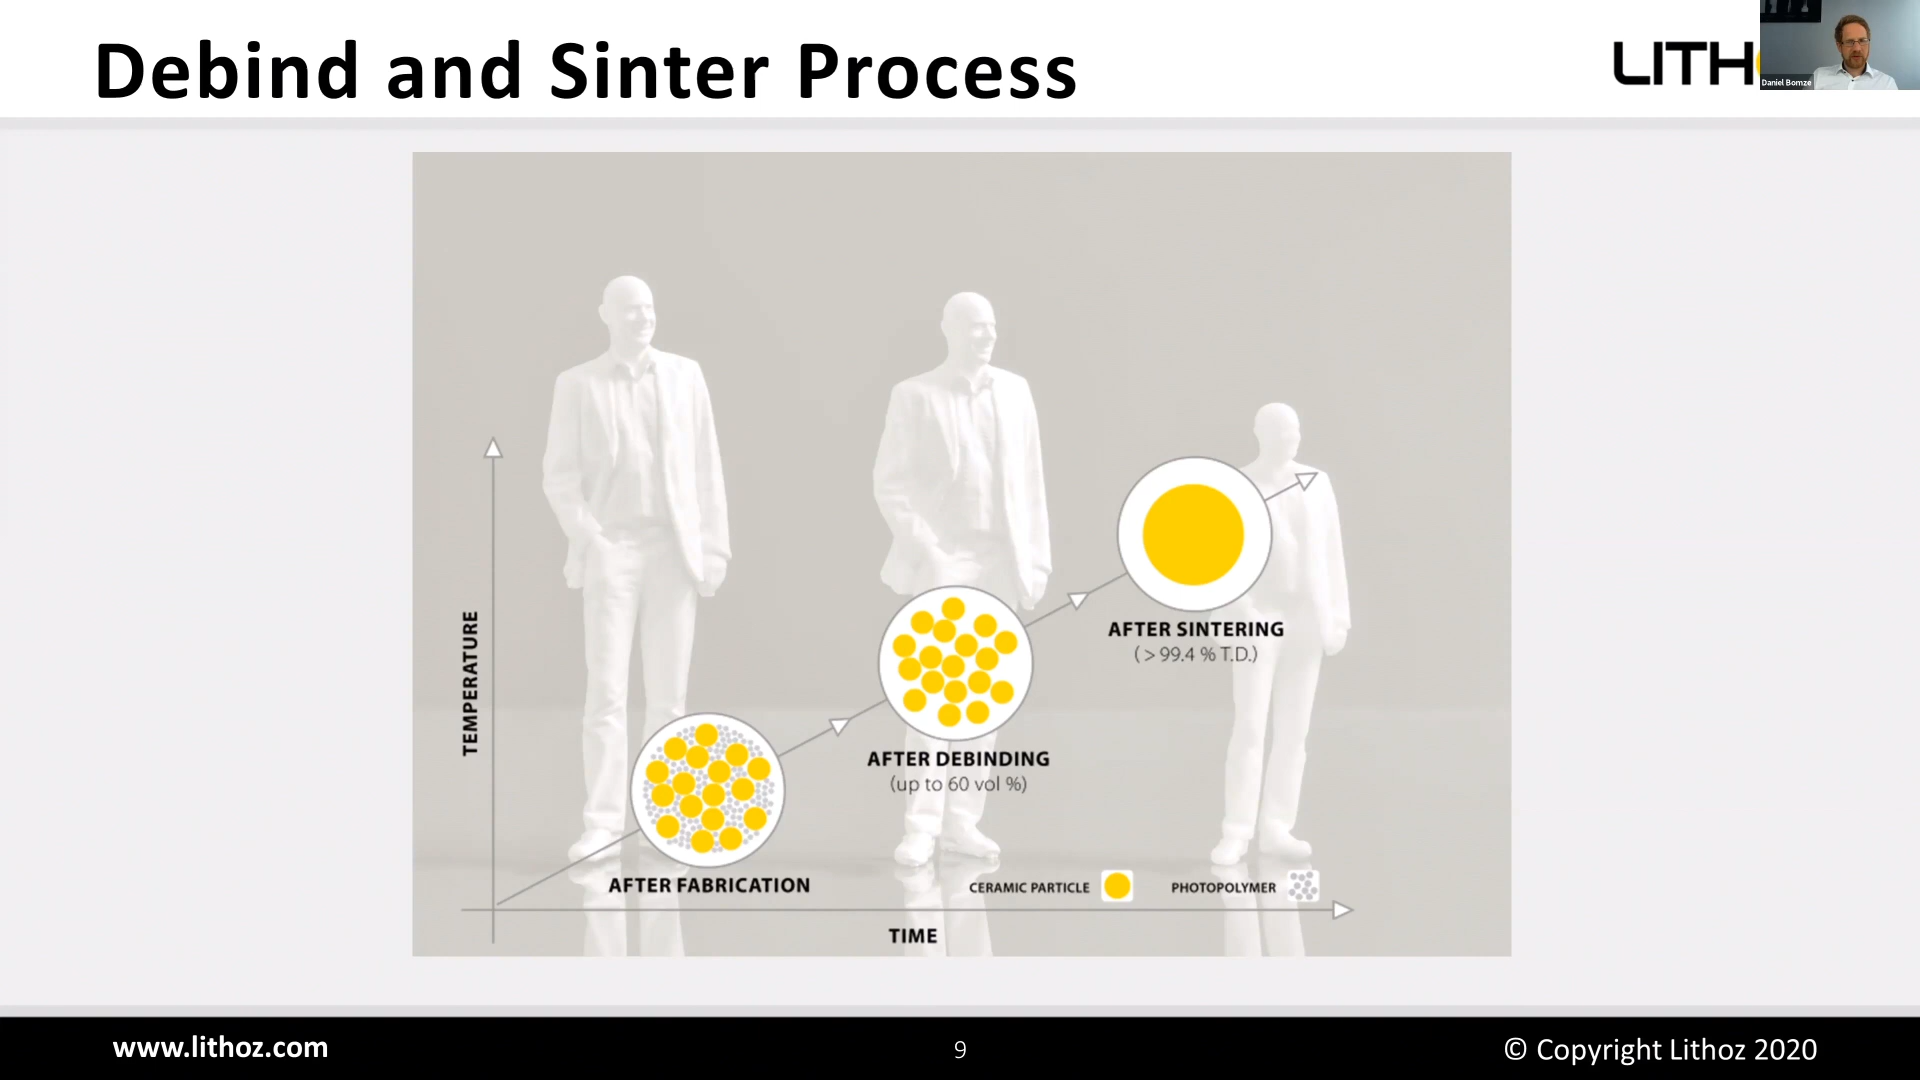 Debind and Sinter Process
LITH
Daniel Bomze
TEMPERATURE
AFTER SINTERING
( > 99.4 % T.D.)
AFTER DEBINDING
(up to 60 vol %)
AFTER FABRICATION
CERAMIC PARTICLE
PHOTOPOLYMER
TIME
www.lithoz.com
9
© Copyright Lithoz 2020